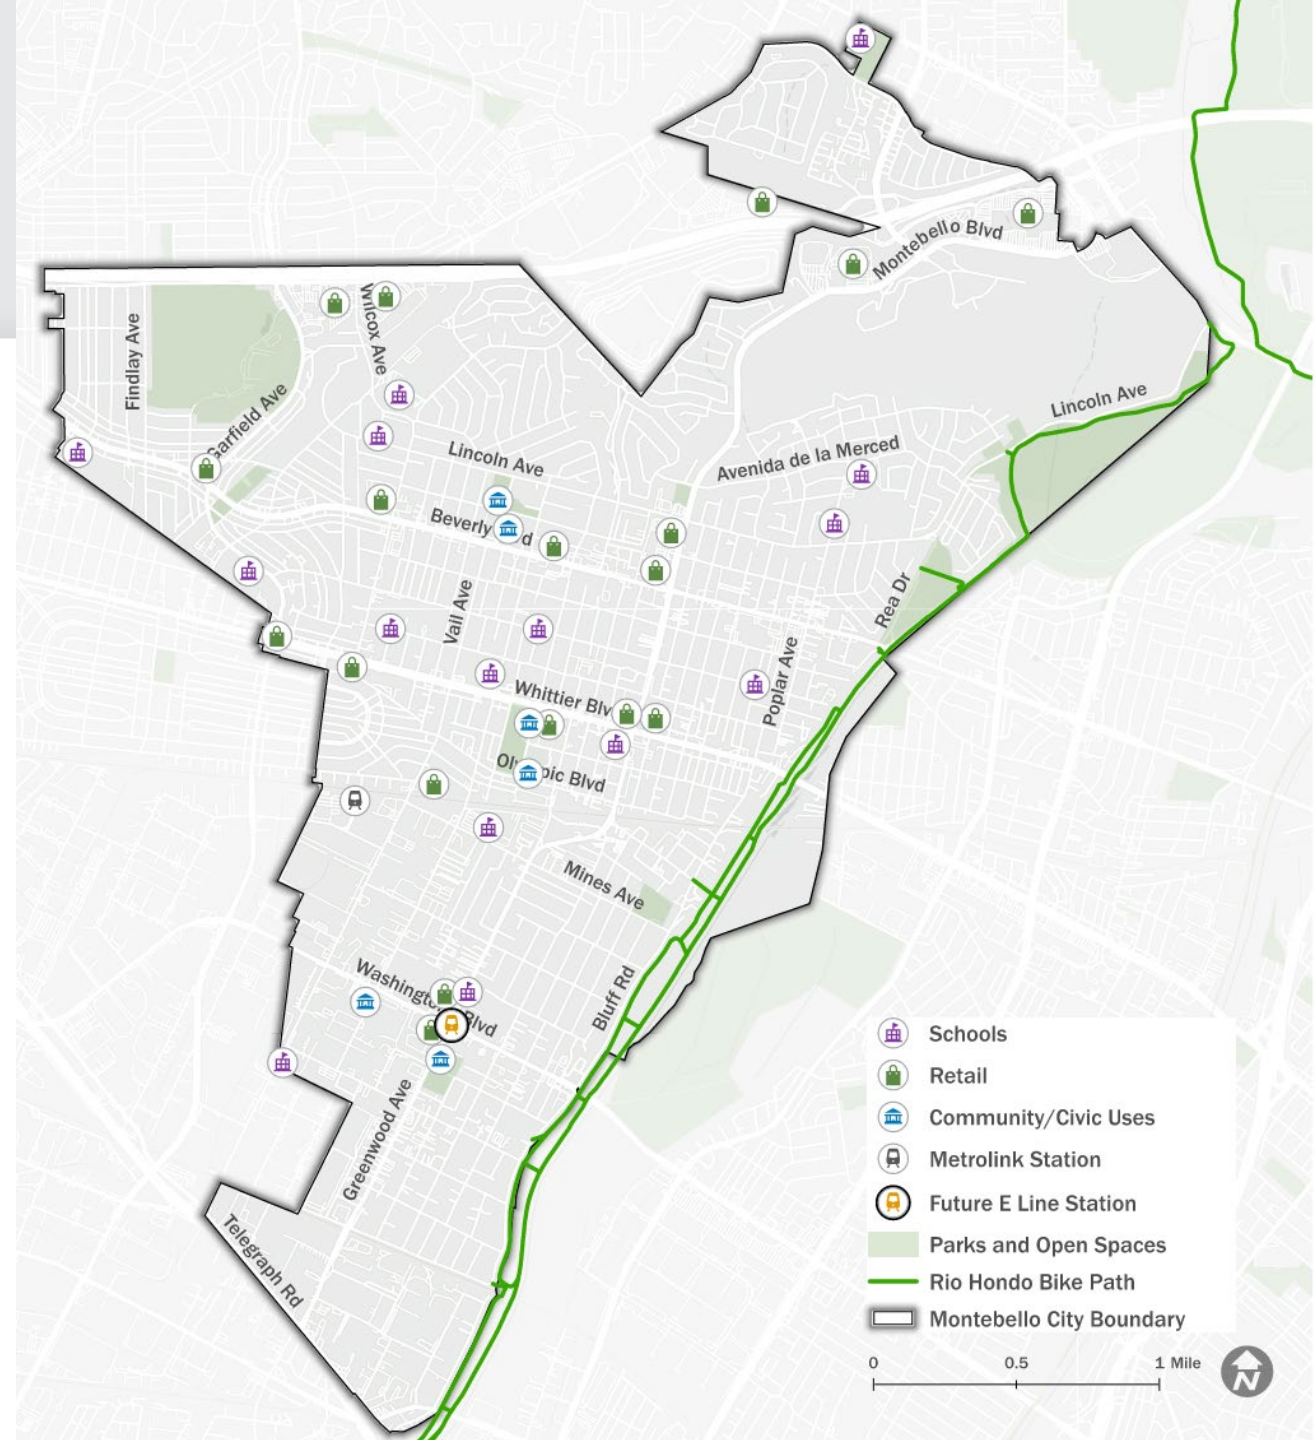 Montebello Blvd
Wilcox Ave
Findlay Ave
Garfield Ave
Lincoln Ave
Lincoln Ave
Avenida de la Merced
Beverly d
Vail Ave
Rea Dr
Poplar Ave
Whittier Blv
Ol pic Blvd
Mines Ave
Washingto Blvd
Bluff Rd
Greenwood Ave
Telegraph Rd
Schools
Retail
Community/Civic Uses
Metrolink Station
Future E Line Station
Parks and Open Spaces
Rio Hondo Bike Path
Montebello City Boundary
0 0.5 1 Mile
N